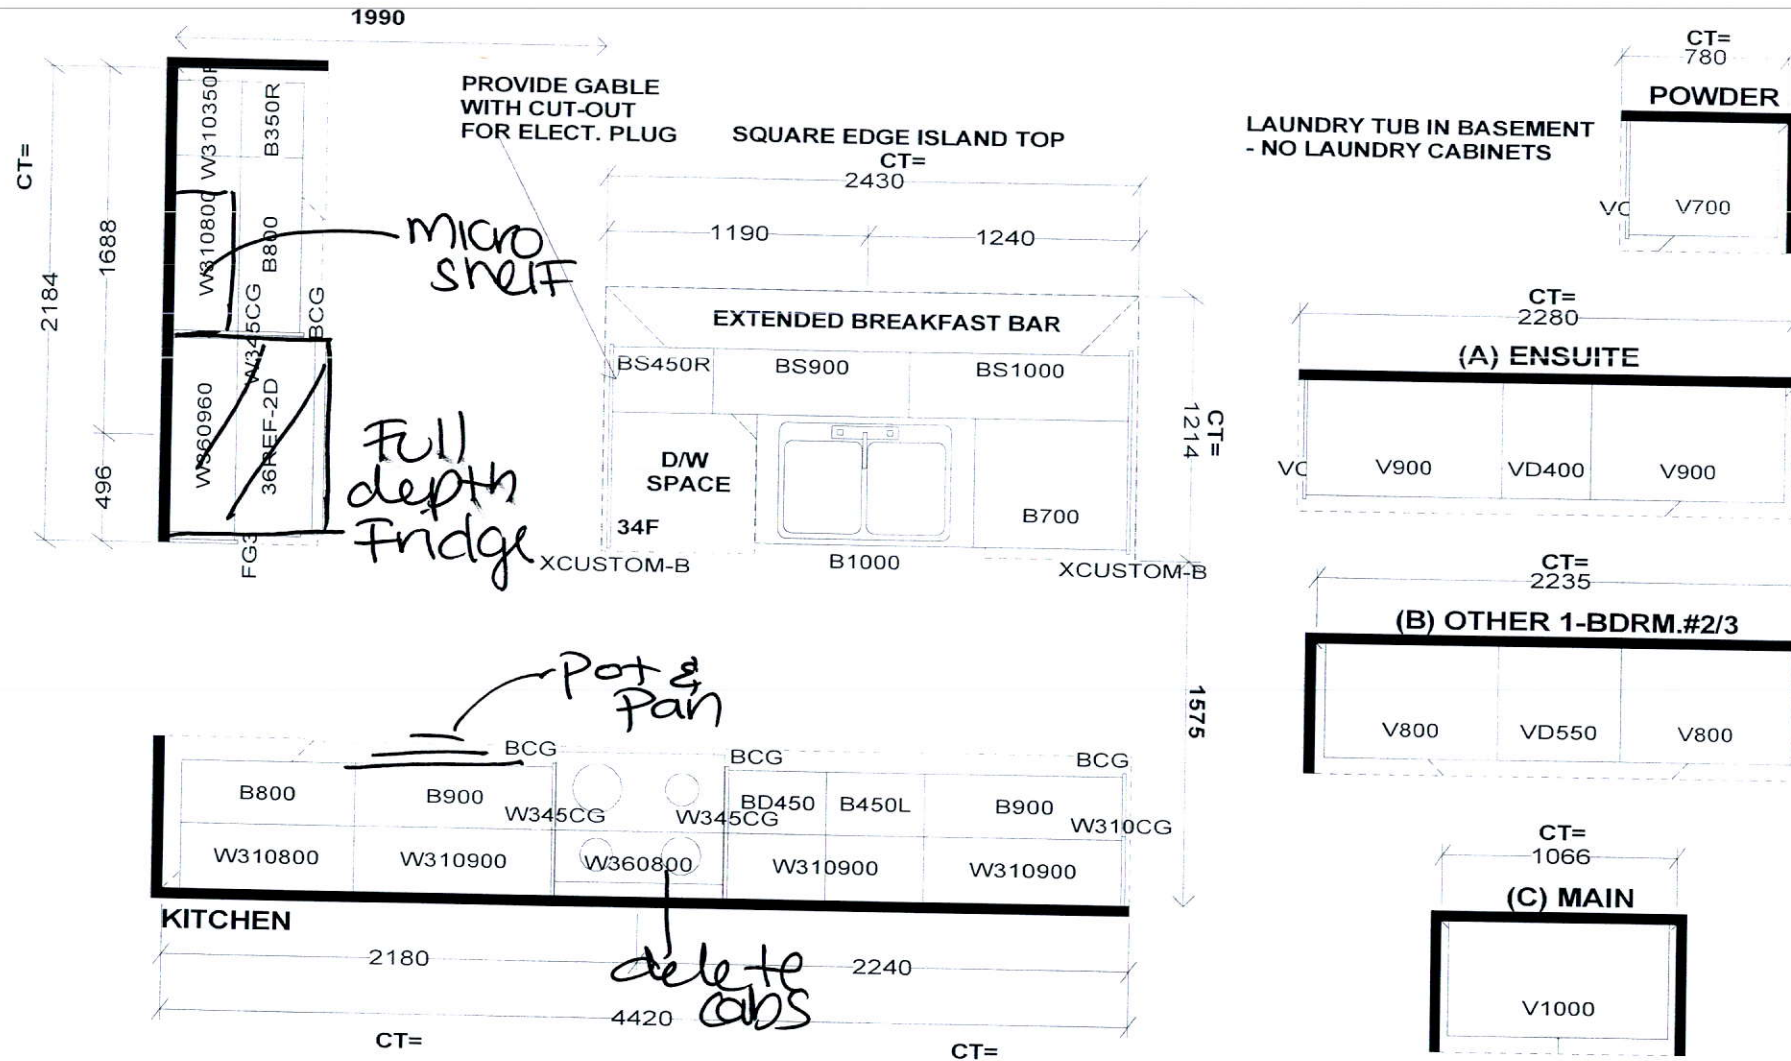 1990
CT=
2184
1688
496
W310350R
B350R
W310800
B800
W345CG
BCG
W360960
36REF-2D
micro
shelf
Full
depth
Fridge
PROVIDE GABLE
WITH CUT-OUT
FOR ELECT. PLUG
SQUARE EDGE ISLAND TOP
CT=
2430
1190
1240
EXTENDED BREAKFAST BAR
BS450R
BS900
BS1000
D/W
SPACE
34F
B700
XCUSTOM-B
B1000
XCUSTOM-B
CT=
1214
1575
LAUNDRY TUB IN BASEMENT
- NO LAUNDRY CABINETS
CT=
780
POWDER
V700
CT=
2280
(A) ENSUITE
V900
VD400
V900
CT=
2235
(B) OTHER 1-BDRM.#2/3
V800
VD550
V800
CT=
1066
(C) MAIN
V1000
Pot &
Pan
BCG
BCG
BCG
B800
B900
W345CG
W345CG
BD450
B450L
B900
W310CG
W310800
W310900
W360800
W310900
W310900
KITCHEN
2180
2240
delete
cabs
4420
CT=
CT=